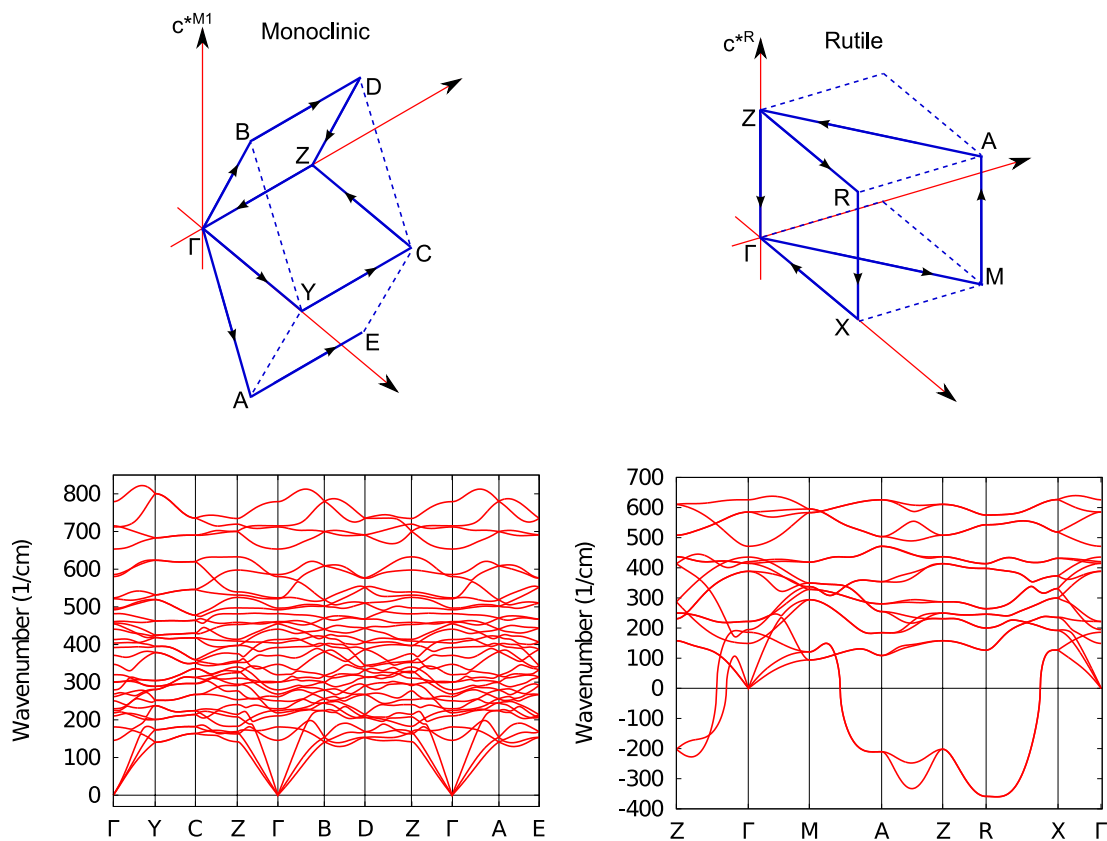 c*M1
Monoclinic
D
B
Z
Γ
C
Y
E
A
c*R
Rutile
Z
A
R
Γ
M
X
Wavenumber (1/cm)
800
700
600
500
400
300
200
100
0
Γ Y C Z Γ B D Z Γ A E
Wavenumber (1/cm)
700
600
500
400
300
200
100
0
-100
-200
-300
-400
Z Γ M A Z R X Γ